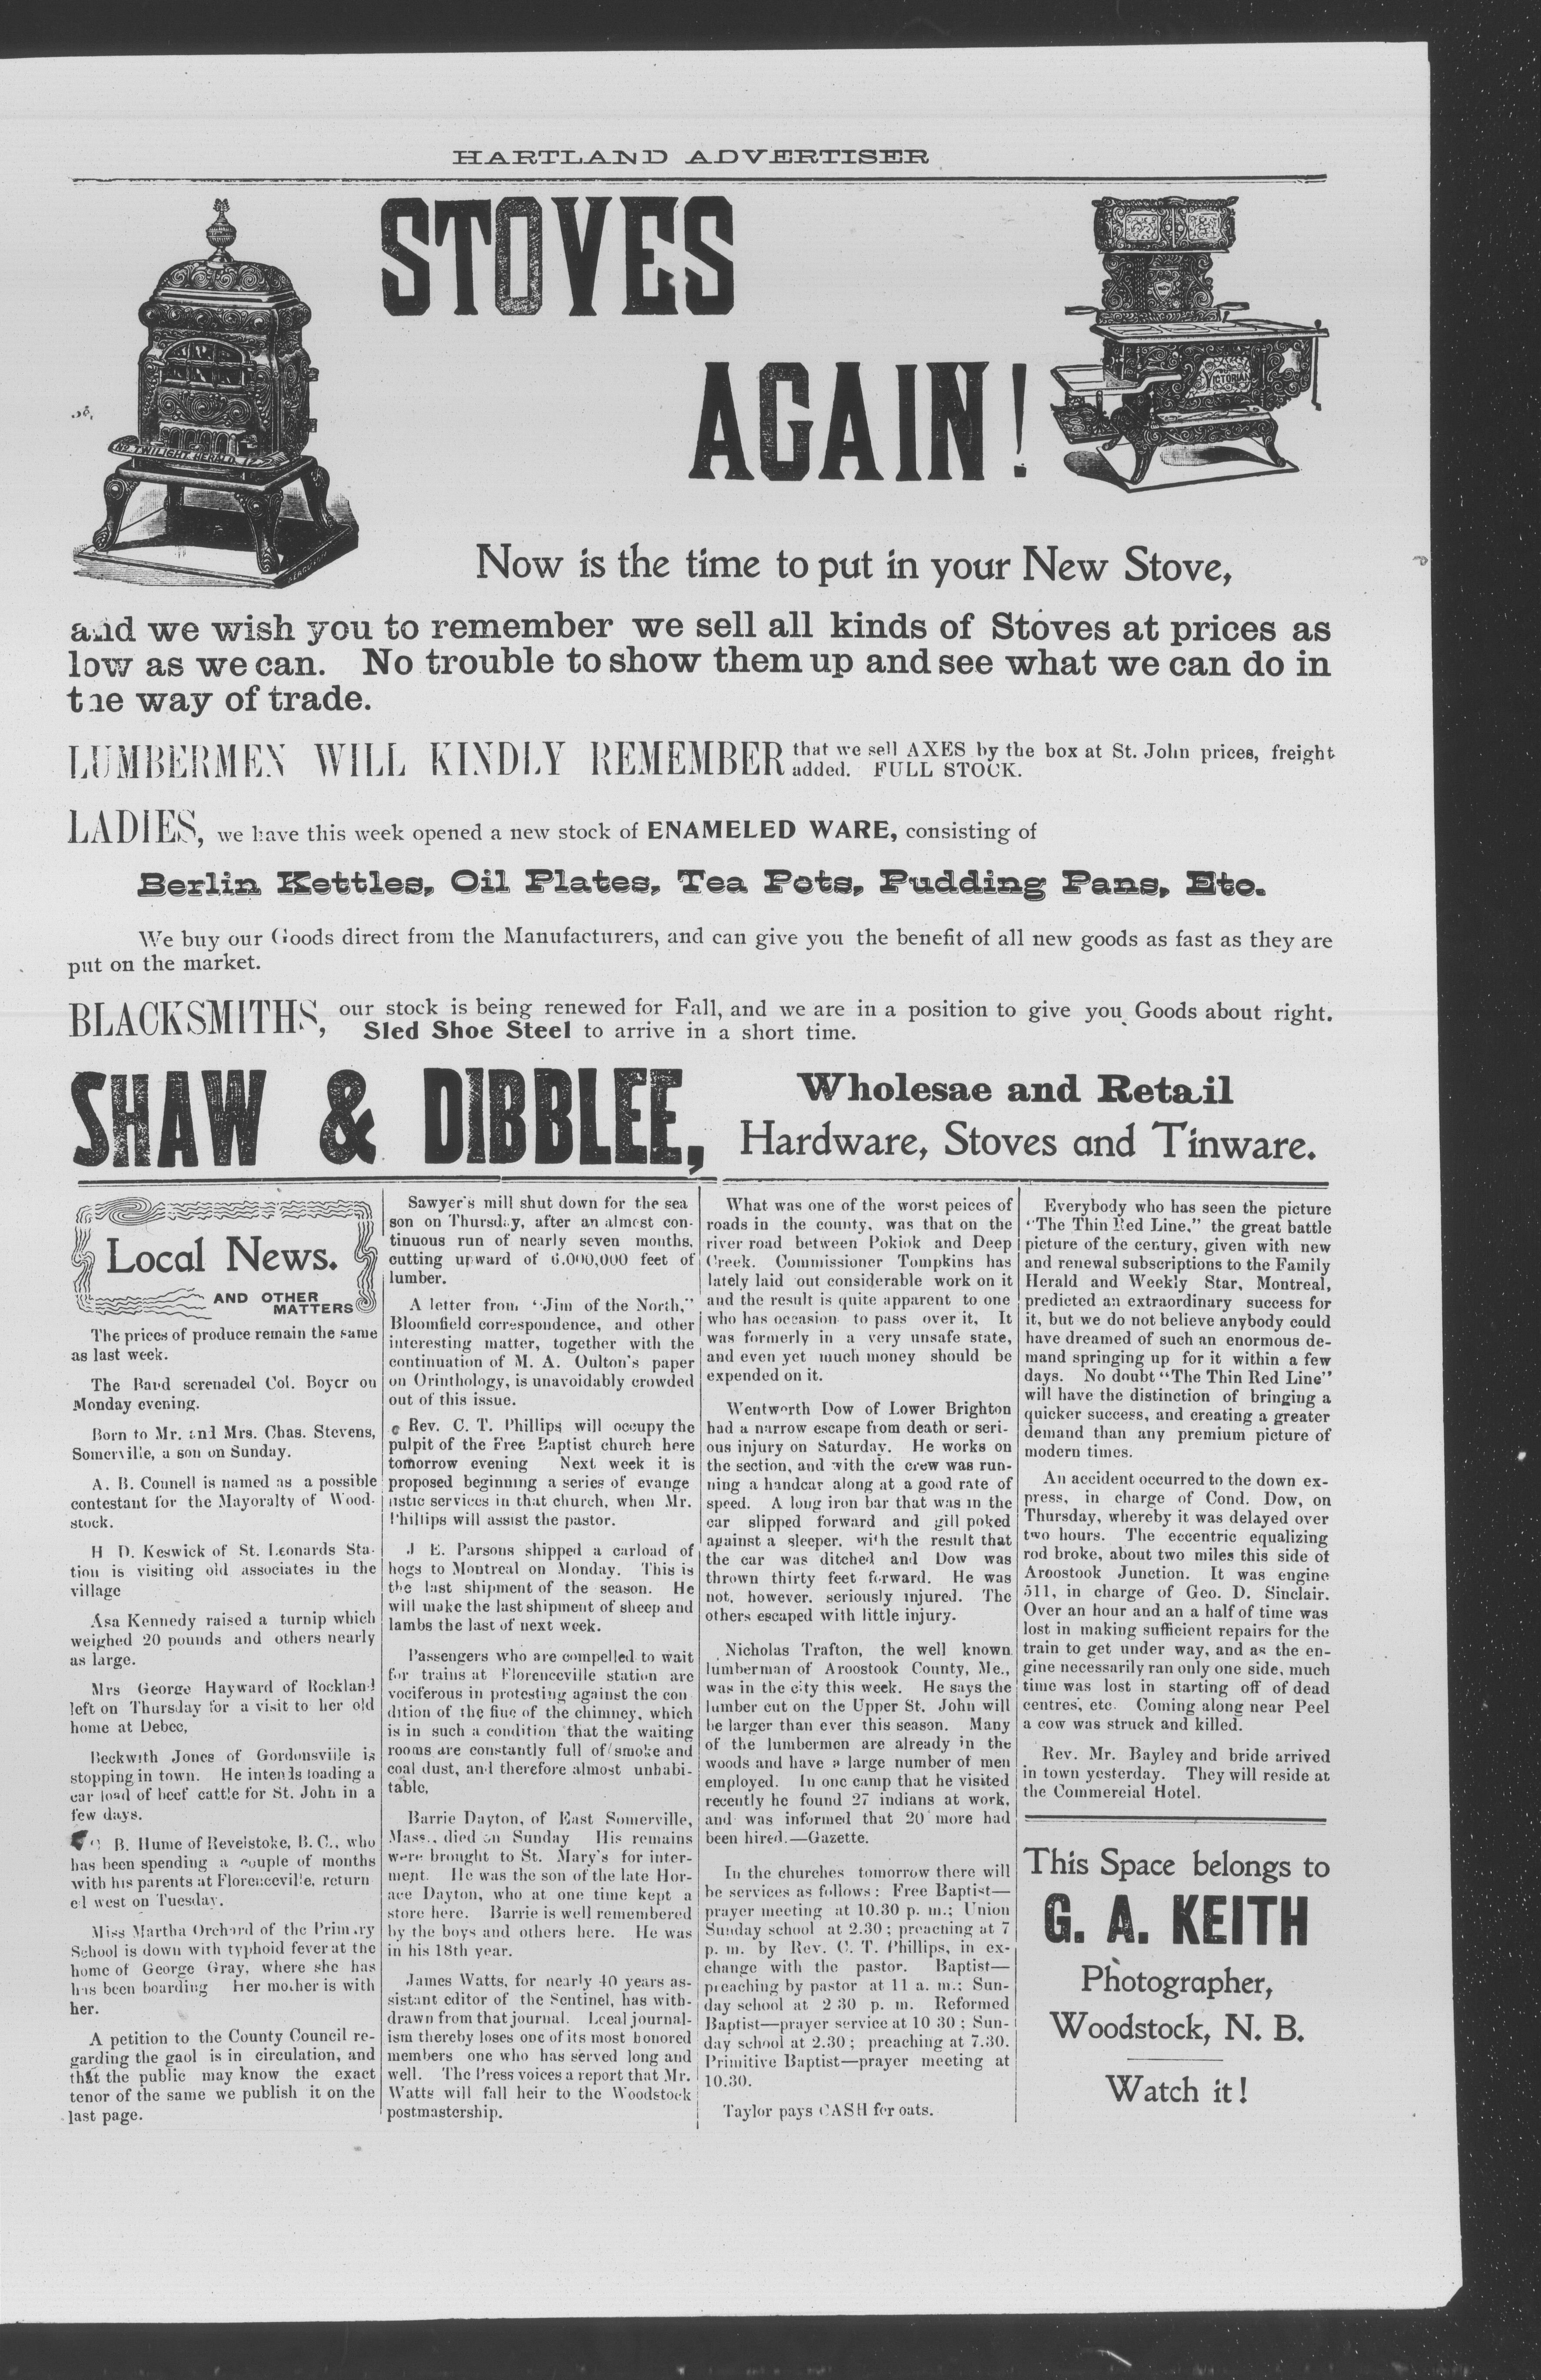 HARTLAND ADVERTISER
STOVES
AGAIN!
TWILIGHT HERALD
VICTORIAN
Now is the time to put in your New Stove,
and we wish you to remember we sell all kinds of Stoves at prices as
low as we can. No trouble to show them up and see what we can do in
the way of trade.
LUMBERMEN WILL KINDLY REMEMBER that we sell AXES by the box at St. John prices, freight
added. FULL STOCK.
LADIES, we have this week opened a new stock of ENAMELED WARE, consisting of
Berlin Kettles, Oil Plates, Tea Pots, Pudding Pans, Etc.
We buy our Goods direct from the Manufacturers, and can give you the benefit of all new goods as fast as they are
put on the market.
BLACKSMITHS, our stock is being renewed for Fall, and we are in a position to give you Goods about right.
Sled Shoe Steel to arrive in a short time.
SHAW & DIBBLEE,
Wholesae and Retail
Hardware, Stoves and Tinware.
Local News.
AND OTHER
MATTERS
The prices of produce remain the same
as last week.
The Band serenaded Col. Boyer on
Monday evening.
Born to Mr. and Mrs. Chas. Stevens,
Somerville, a son on Sunday.
A. B. Connell is named as a possible
contestant for the Mayoralty of Wood-
stock.
H D. Keswick of St. Leonards Sta-
tion is visiting old associates in the
village
Asa Kennedy raised a turnip which
weighed 20 pounds and others nearly
as large.
Mrs George Hayward of Rockland
left on Thursday for a visit to her old
home at Debec,
Beckwith Jones of Gordonsville is
stopping in town. He intends loading a
car load of beef cattle for St. John in a
few days.
B. Hume of Revelstoke, B. C., who
has been spending a couple of months
with his parents at Florenceville, return
ed west on Tuesday.
Miss Martha Orchard of the Primary
School is down with typhoid fever at the
home of George Gray, where she has
has been boarding Her mother is with
her.
A petition to the County Council re-
garding the gaol is in circulation, and
that the public may know the exact
tenor of the same we publish it on the
last page.
Sawyer's mill shut down for the sea
son on Thursday, after an almost con-
tinuous run of nearly seven months,
cutting upward of 6,000,000 feet of
lumber.
A letter from "Jim of the North,"
Bloomfield correspondence, and other
interesting matter, together with the
continuation of M. A. Oulton's paper
on Orinthology, is unavoidably crowded
out of this issue.
Rev. C. T. Phillips will occupy the
pulpit of the Free Baptist church here
tomorrow evening Next week it is
proposed beginning a series of evange
listic services in that church, when Mr.
Phillips will assist the pastor.
J E. Parsons shipped a carload of
hogs to Montreal on Monday. This is
the last shipment of the season. He
will make the last shipment of sheep and
lambs the last of next week.
Passengers who are compelled to wait
for trains at Florenceville station are
vociferous in protesting against the con
dition of the flue of the chimney, which
is in such a condition that the waiting
rooms are constantly full of smoke and
coal dust, and therefore almost unhabi-
table,
Barrie Dayton, of East Somerville,
Mass., died on Sunday His remains
were brought to St. Mary's for inter-
ment. He was the son of the late Hor-
ace Dayton, who at one time kept a
store here. Barrie is well remembered
by the boys and others here. He was
in his 18th year.
James Watts, for nearly 40 years as-
sistant editor of the Sentinel, has with-
drawn from that journal. Local journal-
ism thereby loses one of its most honored
members one who has served long and
well. The Press voices a report that Mr.
Watts will fall heir to the Woodstock
postmastership.
What was one of the worst peices of
roads in the county, was that on the
river road between Pokiok and Deep
Creek. Commissioner Tompkins has
lately laid out considerable work on it
and the result is quite apparent to one
who has occasion to pass over it, It
was formerly in a very unsafe state,
and even yet much money should be
expended on it.
Wentworth Dow of Lower Brighton
had a narrow escape from death or seri-
ous injury on Saturday. He works on
the section, and with the crew was run-
ning a handcar along at a good rate of
speed. A long iron bar that was in the
car slipped forward and gill poked
against a sleeper, with the result that
the car was ditched and Dow was
thrown thirty feet forward. He was
not, however, seriously injured. The
others escaped with little injury.
Nicholas Trafton, the well known
lumberman of Aroostook County, Me.,
was in the city this week. He says the
lumber cut on the Upper St. John will
be larger than ever this season. Many
of the lumbermen are already in the
woods and have a large number of men
employed. In one camp that he visited
recently he found 27 indians at work,
and was informed that 20 more had
been hired.—Gazette.
In the churches tomorrow there will
be services as follows: Free Baptist—
prayer meeting at 10.30 p. m.; Union
Sunday school at 2.30; preaching at 7
p. m. by Rev. C. T. Phillips, in ex-
change with the pastor. Baptist—
preaching by pastor at 11 a. m.; Sun-
day school at 2 30 p. m. Reformed
Baptist—prayer service at 10 30; Sun-
day school at 2.30; preaching at 7.30.
Primitive Baptist—prayer meeting at
10.30.
Taylor pays CASH for oats.
Everybody who has seen the picture
"The Thin Red Line," the great battle
picture of the century, given with new
and renewal subscriptions to the Family
Herald and Weekly Star, Montreal,
predicted an extraordinary success for
it, but we do not believe anybody could
have dreamed of such an enormous de-
mand springing up for it within a few
days. No doubt "The Thin Red Line"
will have the distinction of bringing a
quicker success, and creating a greater
demand than any premium picture of
modern times.
An accident occurred to the down ex-
press, in charge of Cond. Dow, on
Thursday, whereby it was delayed over
two hours. The eccentric equalizing
rod broke, about two miles this side of
Aroostook Junction. It was engine
511, in charge of Geo. D. Sinclair.
Over an hour and an a half of time was
lost in making sufficient repairs for the
train to get under way, and as the en-
gine necessarily ran only one side, much
time was lost in starting off of dead
centres, etc. Coming along near Peel
a cow was struck and killed.
Rev. Mr. Bayley and bride arrived
in town yesterday. They will reside at
the Commercial Hotel.
This Space belongs to
G. A. KEITH
Photographer,
Woodstock, N. B.
Watch it!